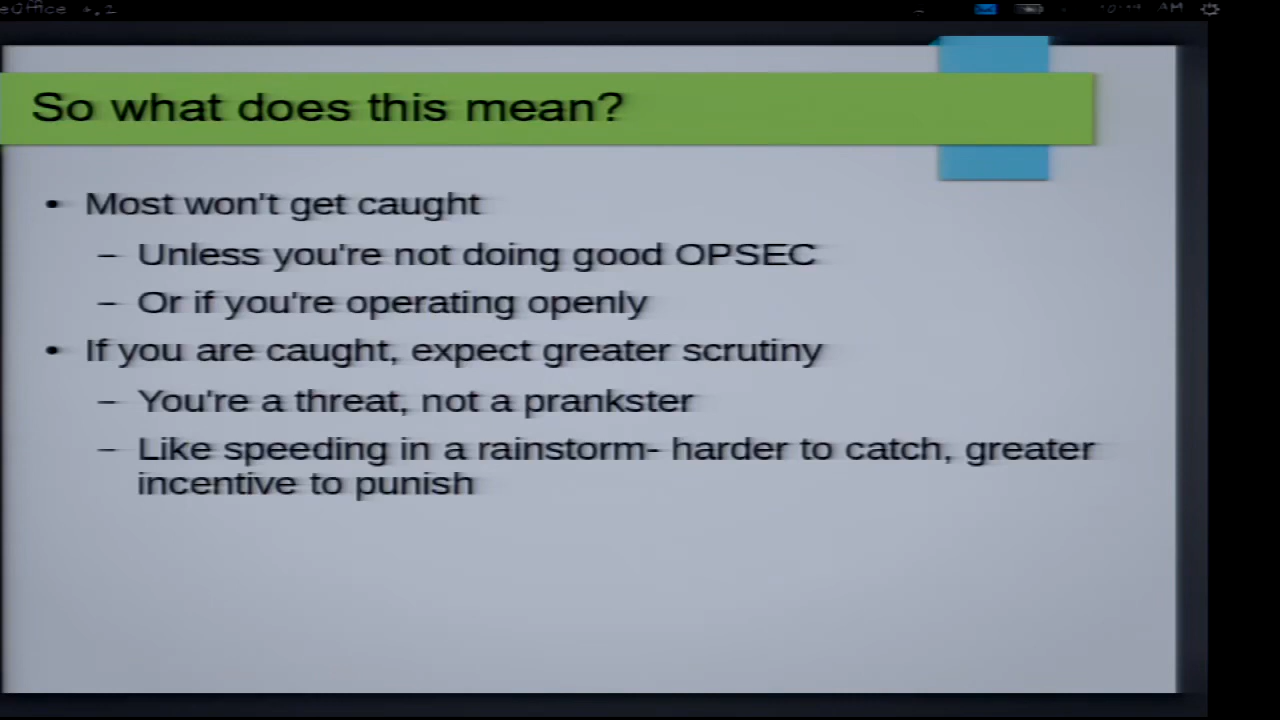 So what does this mean?
• Most won't get caught
– Unless you're not doing good OPSEC
– Or if you're operating openly
• If you are caught, expect greater scrutiny
– You're a threat, not a prankster
– Like speeding in a rainstorm- harder to catch, greater
incentive to punish